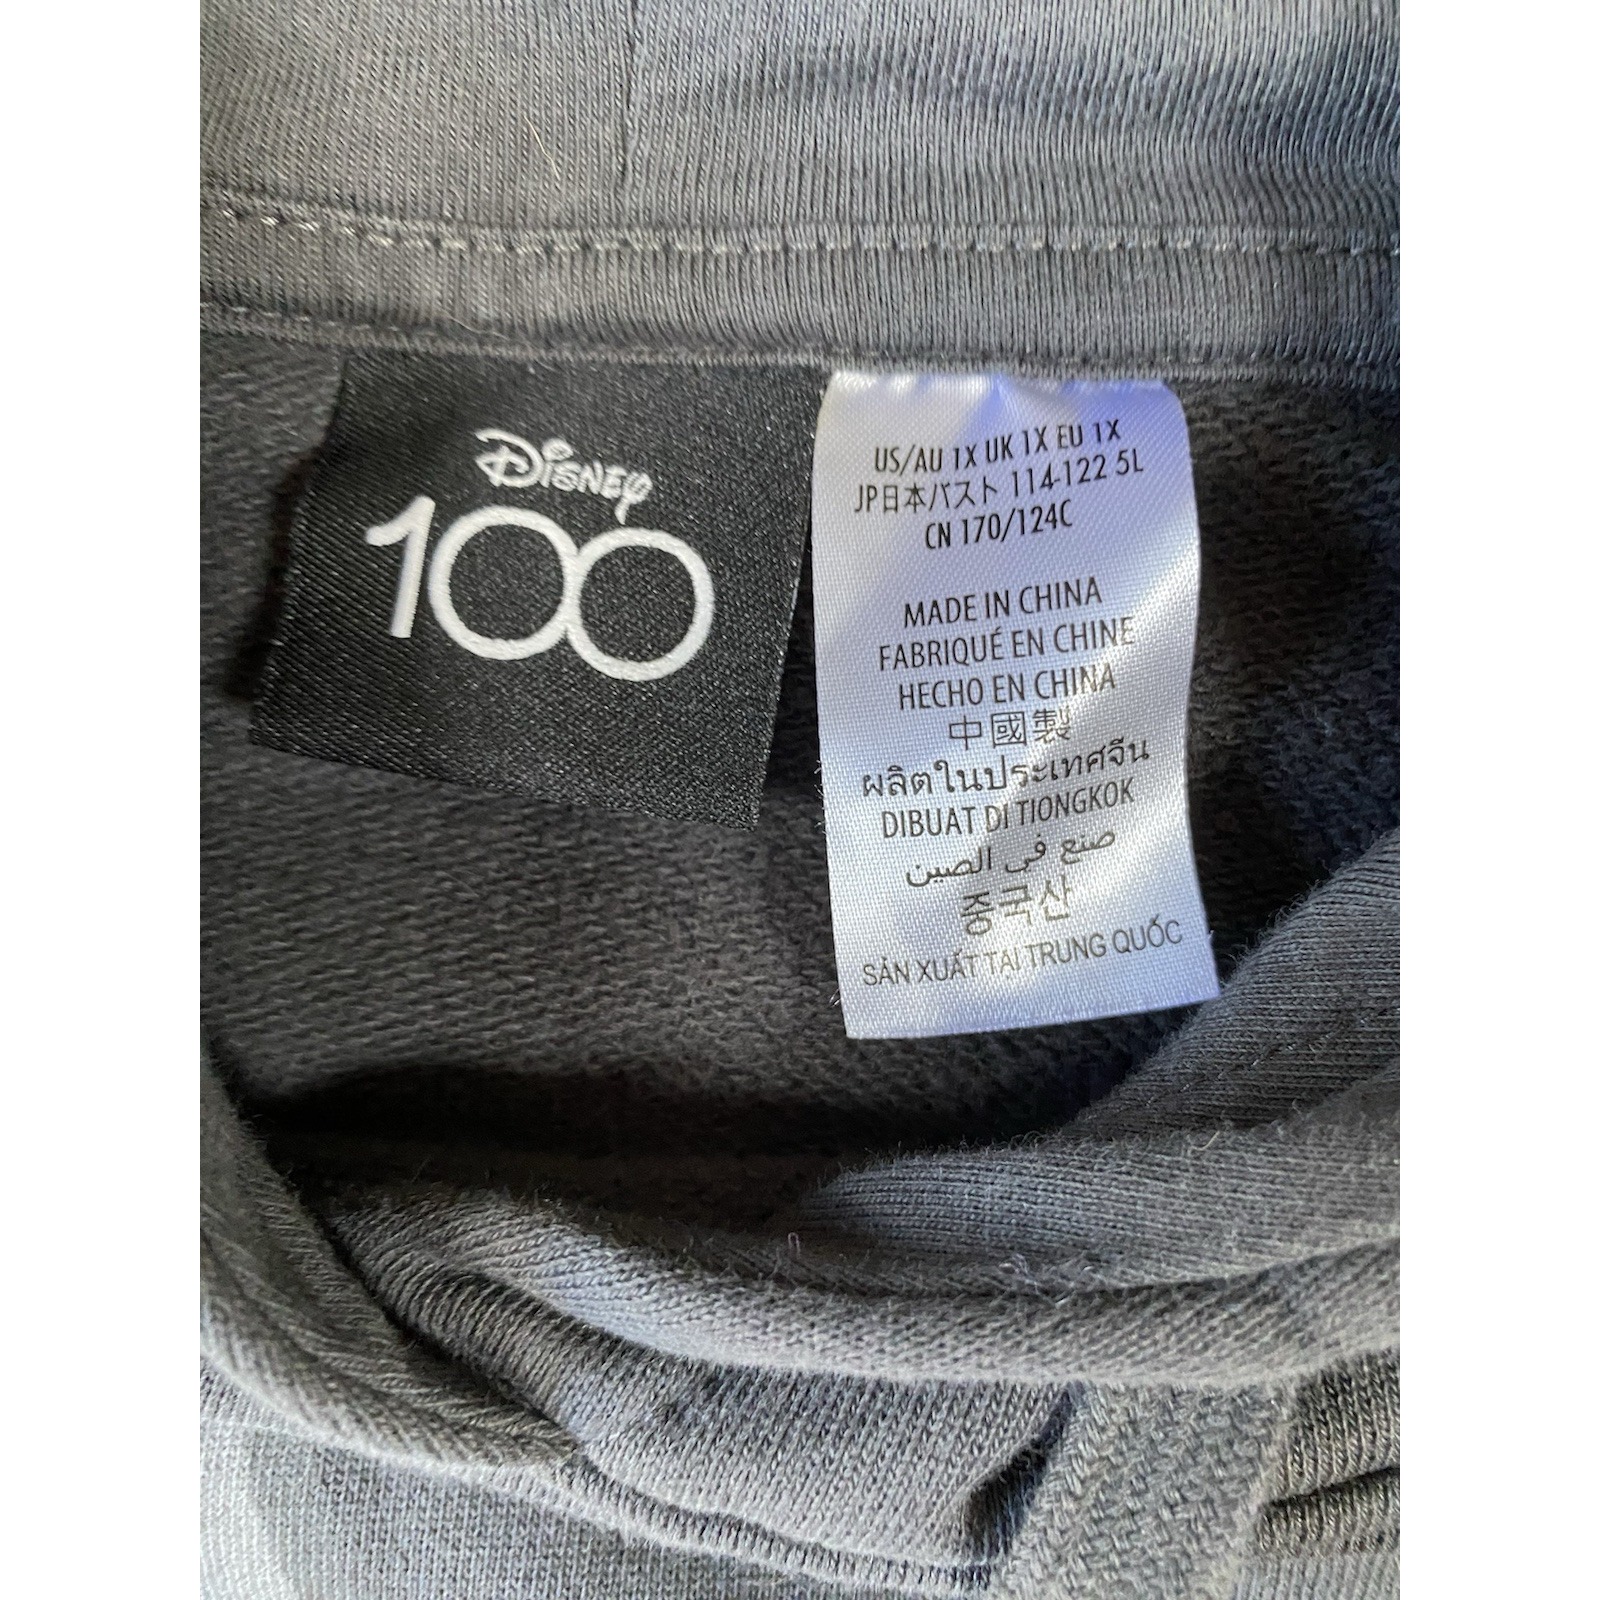 Disney
100
US/AU 1X UK 1X EU 1X
JP日本バスト 114-122 5L
CN 170/124C
MADE IN CHINA
FABRIQUÉ EN CHINE
HECHO EN CHINA
中國製
ผลิตในประเทศจีน
DIBUAT DI TIONGKOK
صنع في الصين
중국산
SẢN XUẤT TẠI TRUNG QUỐC